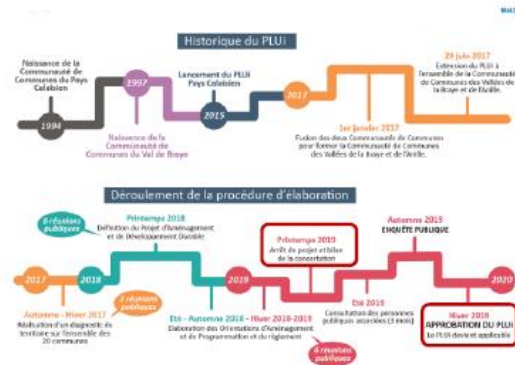 Historique du PLUi
Naissance de la
Communauté de
Communes du Pays
Calaisien
1994
1997
Naissance de la
Communauté de
Communes du Val de Braye
Lancement du PLUi
Pays Calaisien
2015
2017
1er janvier 2017
Fusion des deux Communautés de Communes
pour former la Communauté de Communes
des Vallées de la Braye et de l'Anille.
29 juin 2017
Extension du PLUi à
l'ensemble de la Communauté
de Communes des Vallées de
la Braye et de l'Anille.
Déroulement de la procédure d'élaboration
6 réunions
publiques
Printemps 2018
Définition du Projet d'Aménagement
et de Développement Durable
Printemps 2019
Arrêt de projet et bilan
de la concertation
Automne 2019
ENQUÊTE PUBLIQUE
2017
2018
2019
2020
Automne - Hiver 2017
Réalisation d'un diagnostic de
territoire sur l'ensemble des
20 communes
2 réunions
publiques
Eté - Automne 2018 - Hiver 2018-2019
Elaboration des Orientations d'Aménagement
et de Programmation et du règlement
6 réunions
publiques
Eté 2019
Consultation des personnes
publiques associées (3 mois)
Hiver 2019
APPROBATION DU PLUi
Le PLUi devient applicable